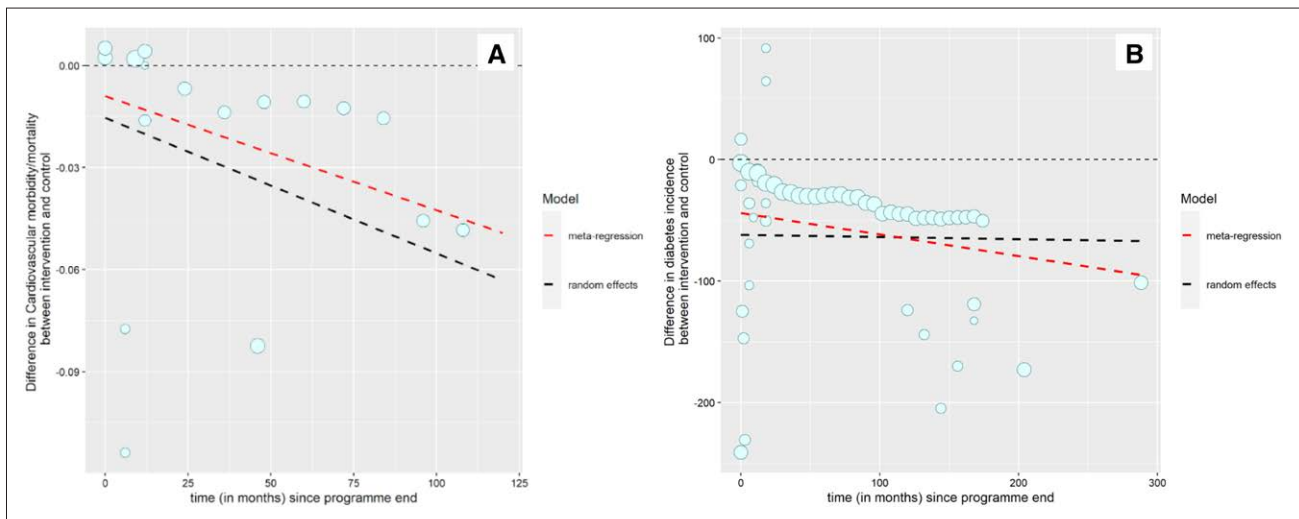 A
0.00
-0.03
-0.06
-0.09
Difference in Cardiovascular morbidity/mortality
between intervention and control
0
25
50
75
100
125
time (in months) since programme end
Model
meta-regression
random effects
B
100
0
-100
-200
Difference in diabetes incidence
between intervention and control
0
100
200
300
time (in months) since programme end
Model
meta-regression
random effects